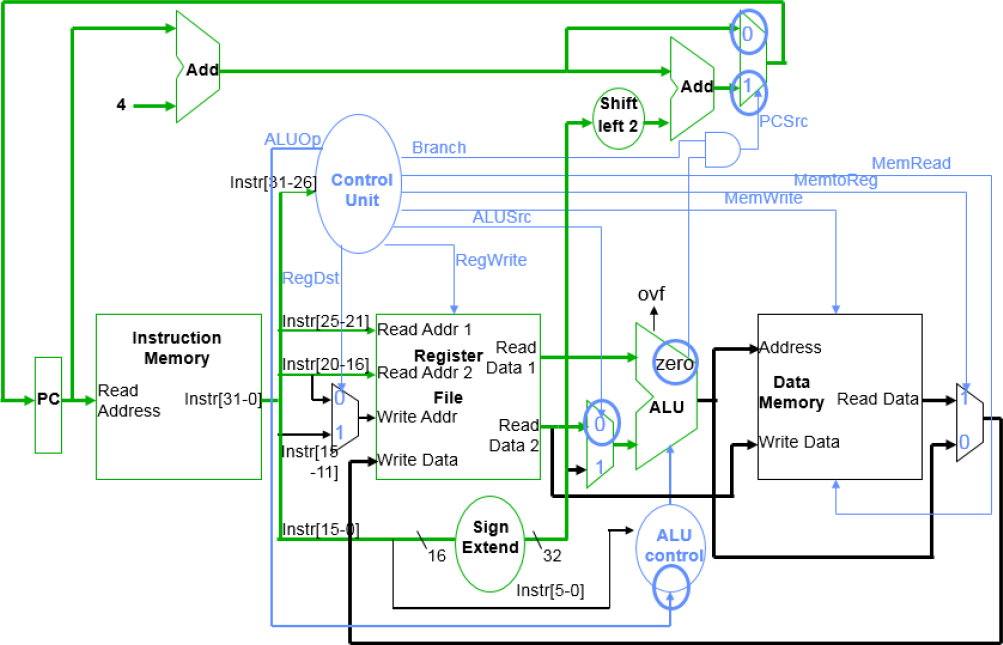 0
Add
Add
1
4
Shift
left 2
PCSrc
ALUOp
Branch
MemRead
Instr[31-26]
Control
Unit
MemtoReg
MemWrite
ALUSrc
RegWrite
RegDst
ovf
Instr[25-21]
Read Addr 1
Instruction
Memory
Register
Read
Data 1
zero
Address
Instr[20-16]
Read Addr 2
Data
Memory
PC
Read
Address
Instr[31-0]
0
File
ALU
Read Data
1
Write Addr
1
Read
Data 2
0
Write Data
0
Instr[15
-11]
Write Data
1
Instr[15-0]
Sign
Extend
16
32
ALU
control
Instr[5-0]